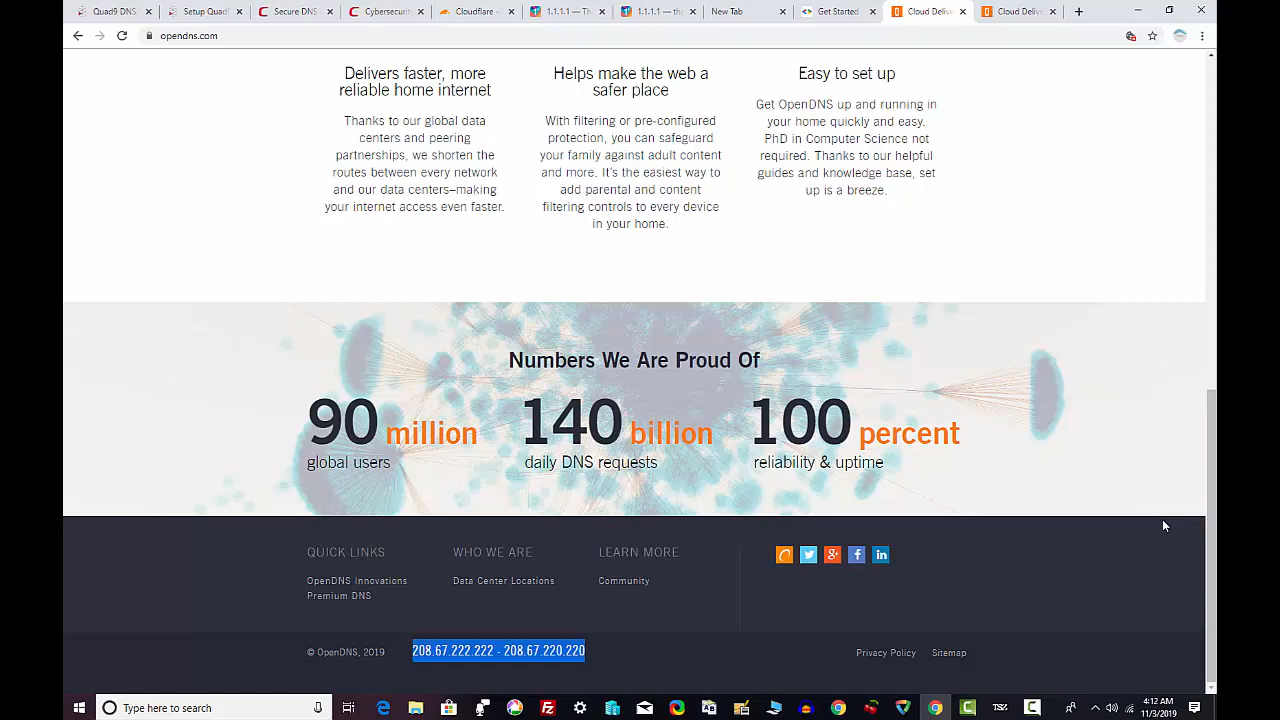 Quad9 DNS:
Setup Quad9
Secure DNS
Cybersecurit
Cloudflare -
1.1.1.1 — Th
1.1.1.1 — the
New Tab
Get Started
Cloud Delive
Cloud Delive
opendns.com
Delivers faster, more
reliable home internet
Thanks to our global data
centers and peering
partnerships, we shorten the
routes between every network
and our data centers–making
your internet access even faster.
Helps make the web a
safer place
With filtering or pre-configured
protection, you can safeguard
your family against adult content
and more. It's the easiest way to
add parental and content
filtering controls to every device
in your home.
Easy to set up
Get OpenDNS up and running in
your home quickly and easy.
PhD in Computer Science not
required. Thanks to our helpful
guides and knowledge base, set
up is a breeze.
Numbers We Are Proud Of
90 million
global users
140 billion
daily DNS requests
100 percent
reliability & uptime
QUICK LINKS
OpenDNS Innovations
Premium DNS
WHO WE ARE
Data Center Locations
LEARN MORE
Community
© OpenDNS, 2019
208.67.222.222 - 208.67.220.220
Privacy Policy
Sitemap
Type here to search
4:12 AM
11/3/2019